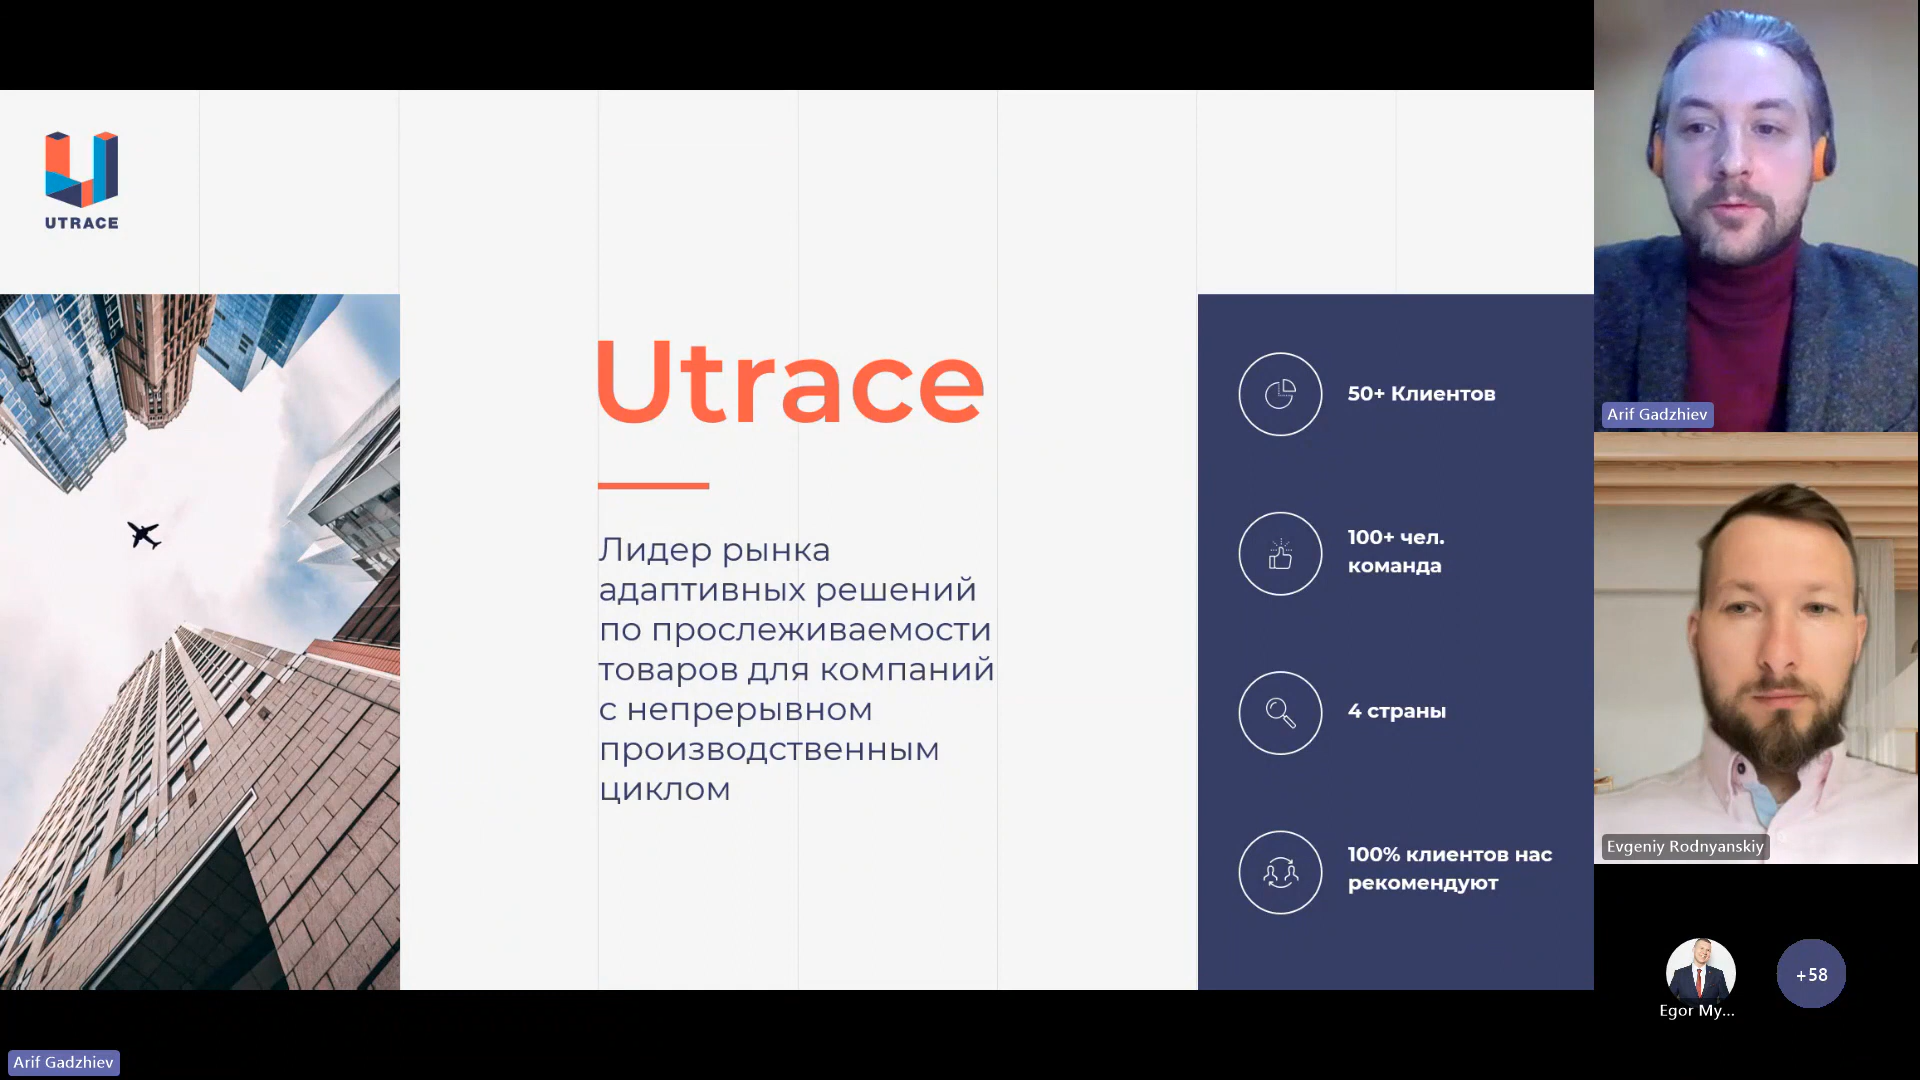 UTRACE
Utrace
Лидер рынка
адаптивных решений
по прослеживаемости
товаров для компаний
с непрерывном
производственным
циклом
50+ Клиентов
100+ чел.
команда
4 страны
100% клиентов нас
рекомендуют
Arif Gadzhiev
Evgeniy Rodnyanskiy
Egor My...
+58
Arif Gadzhiev